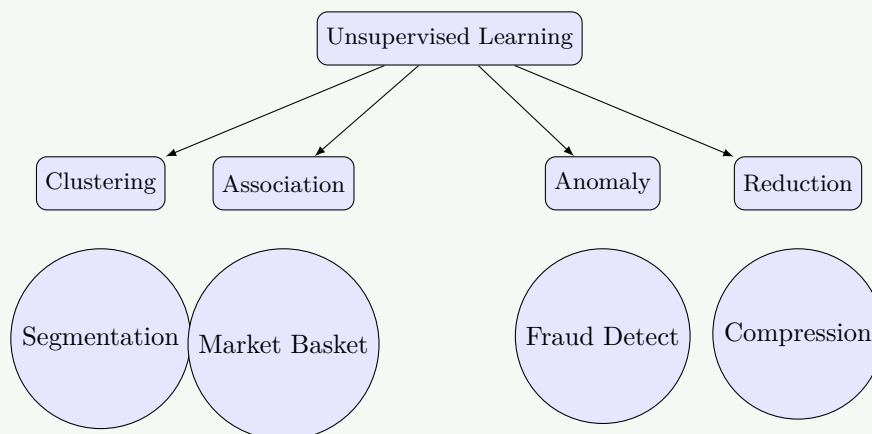 Unsupervised Learning
Clustering
Association
Anomaly
Reduction
Segmentation
Market Basket
Fraud Detect
Compression